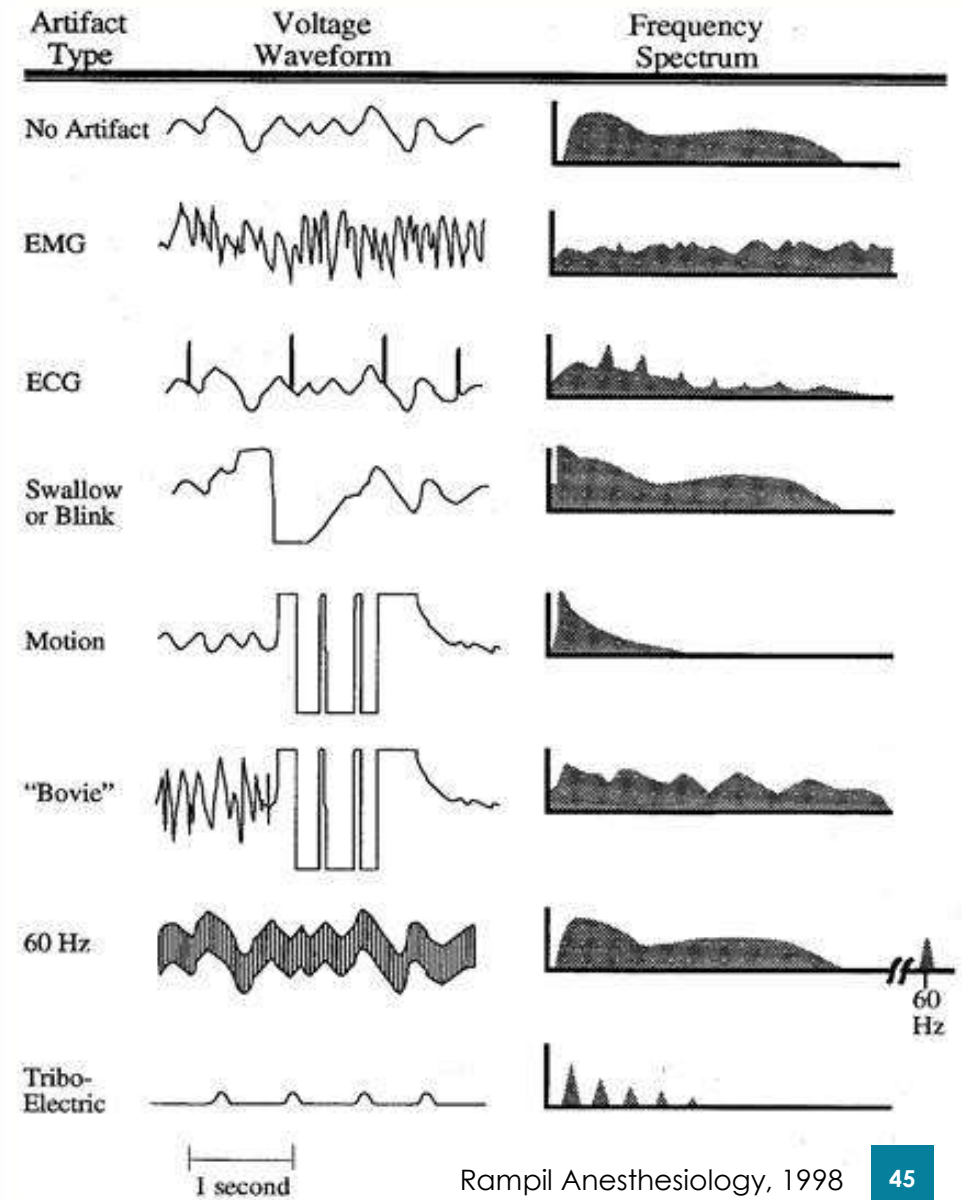 Artifact Type
Voltage Waveform
Frequency Spectrum
No Artifact
EMG
ECG
Swallow
or Blink
Motion
“Bovie”
60 Hz
60
Hz
Tribo-
Electric
1 second
Rampil Anesthesiology, 1998
45